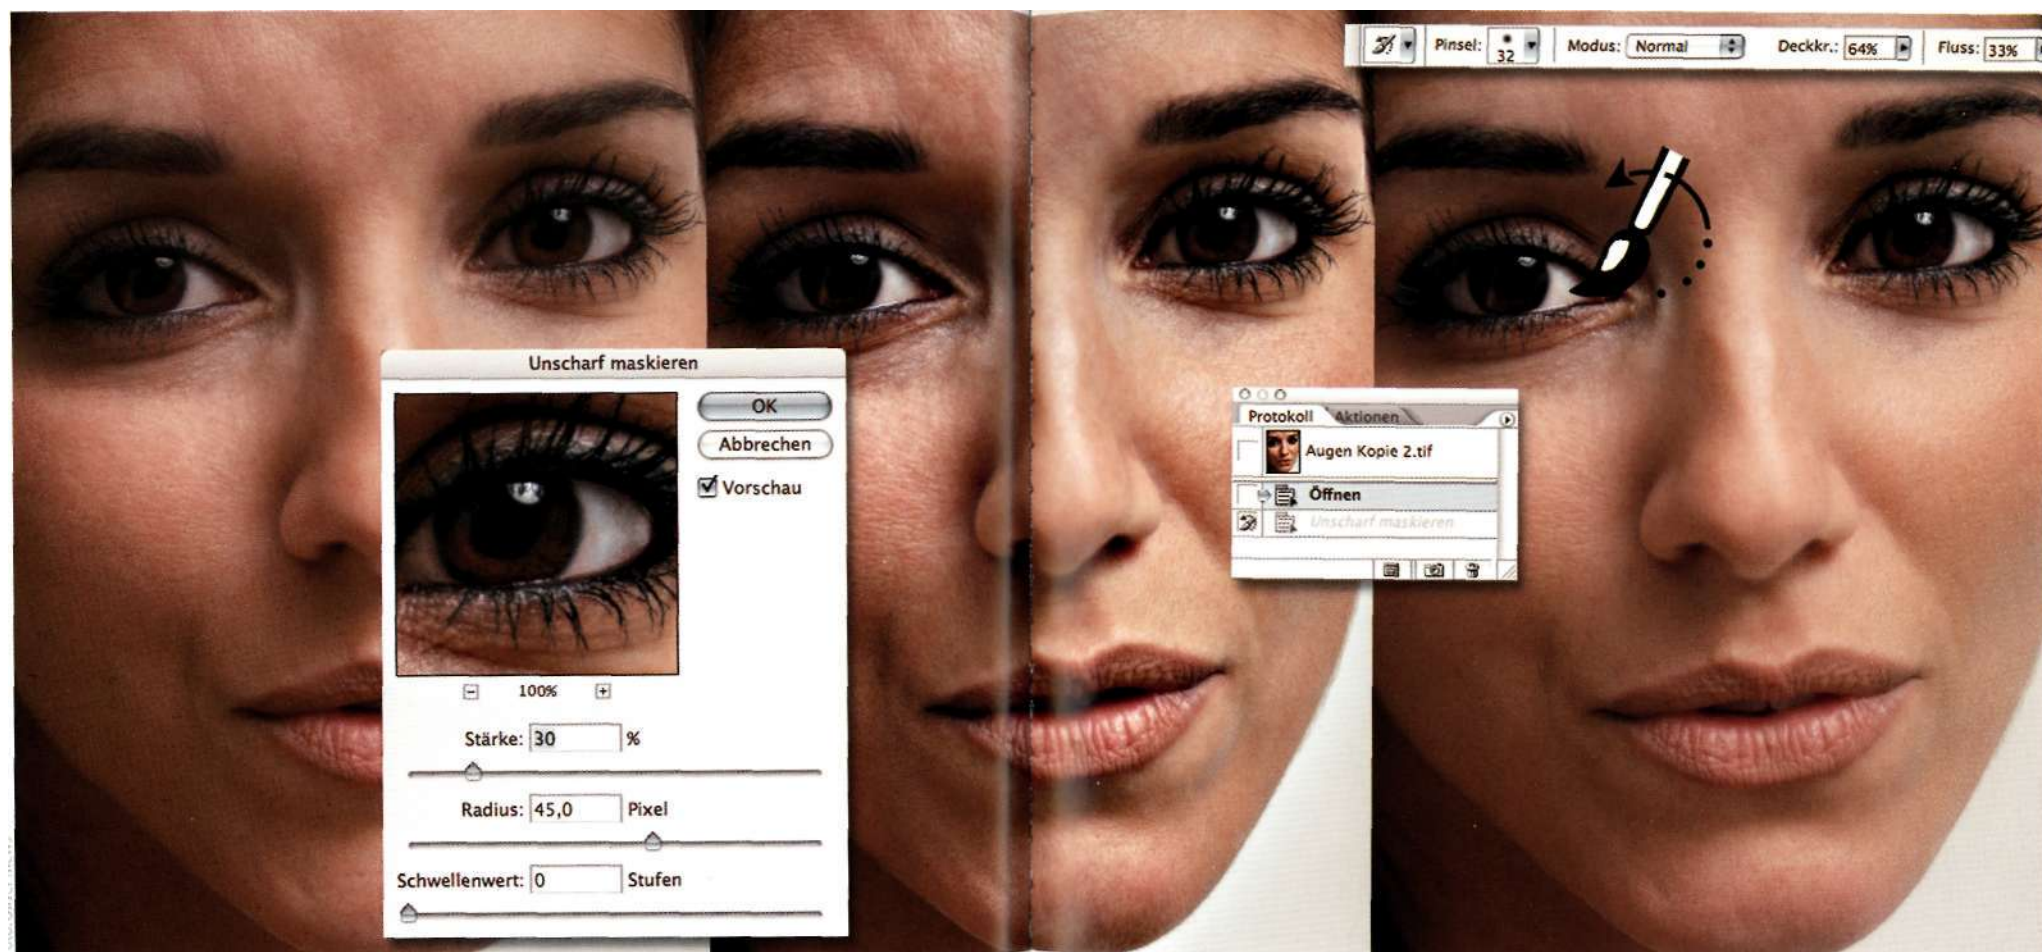 Pinsel: 32 Modus: Normal Deckkr.: 64% Fluss: 33%
Unscharf maskieren
OK
Abbrechen
Vorschau
100%
Stärke: 30 %
Radius: 45,0 Pixel
Schwellenwert: 0 Stufen
Protokoll Aktionen
Augen Kopie 2.tif
Öffnen
Unscharf maskieren